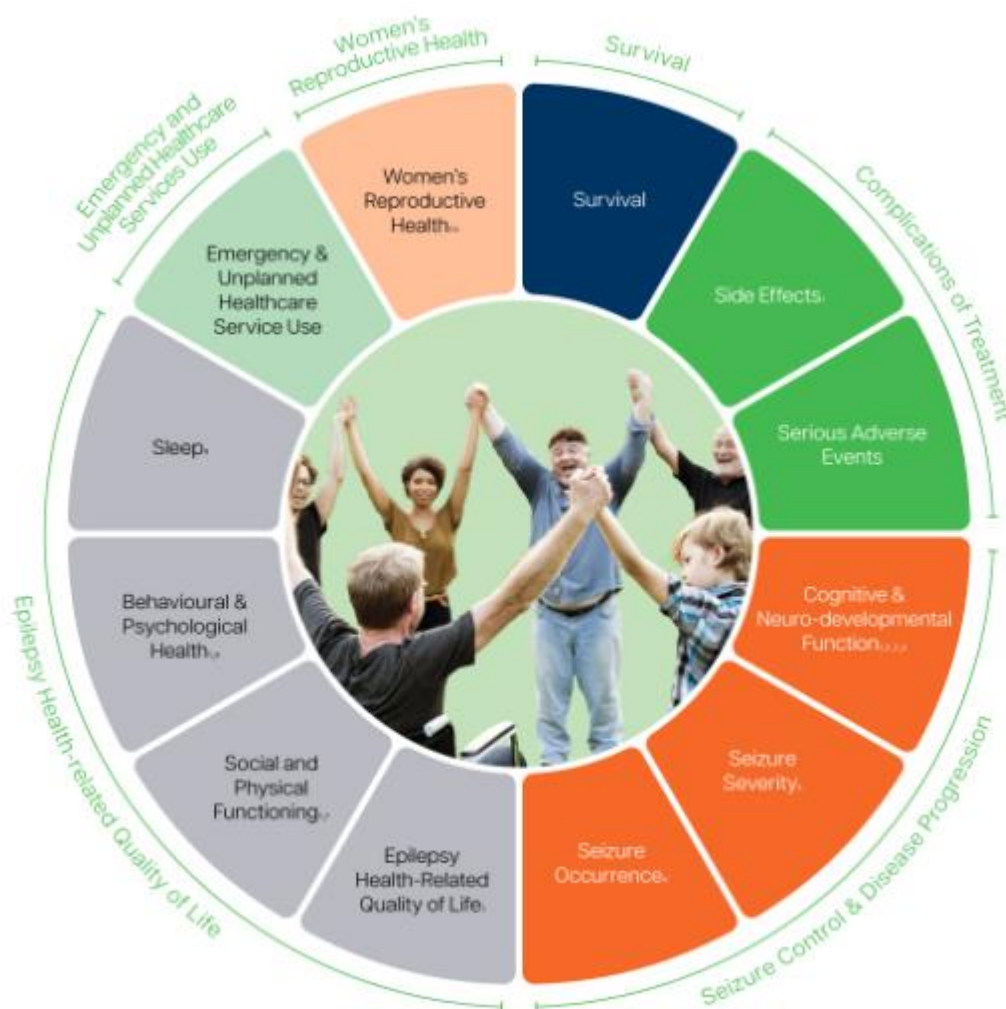 Women's
Reproductive Health
Survival
Complications of Treatment
Seizure Control & Disease Progression
Epilepsy Health-related Quality of Life
Emergency and
Unplanned Healthcare
Services Use
Women's
Reproductive
Health
Survival
Side Effects
Serious Adverse
Events
Cognitive &
Neuro-developmental
Function
Seizure
Severity
Seizure
Occurrence
Epilepsy
Health-Related
Quality of Life
Social and
Physical
Functioning
Behavioural &
Psychological
Health
Sleep
Emergency &
Unplanned
Healthcare
Service Use